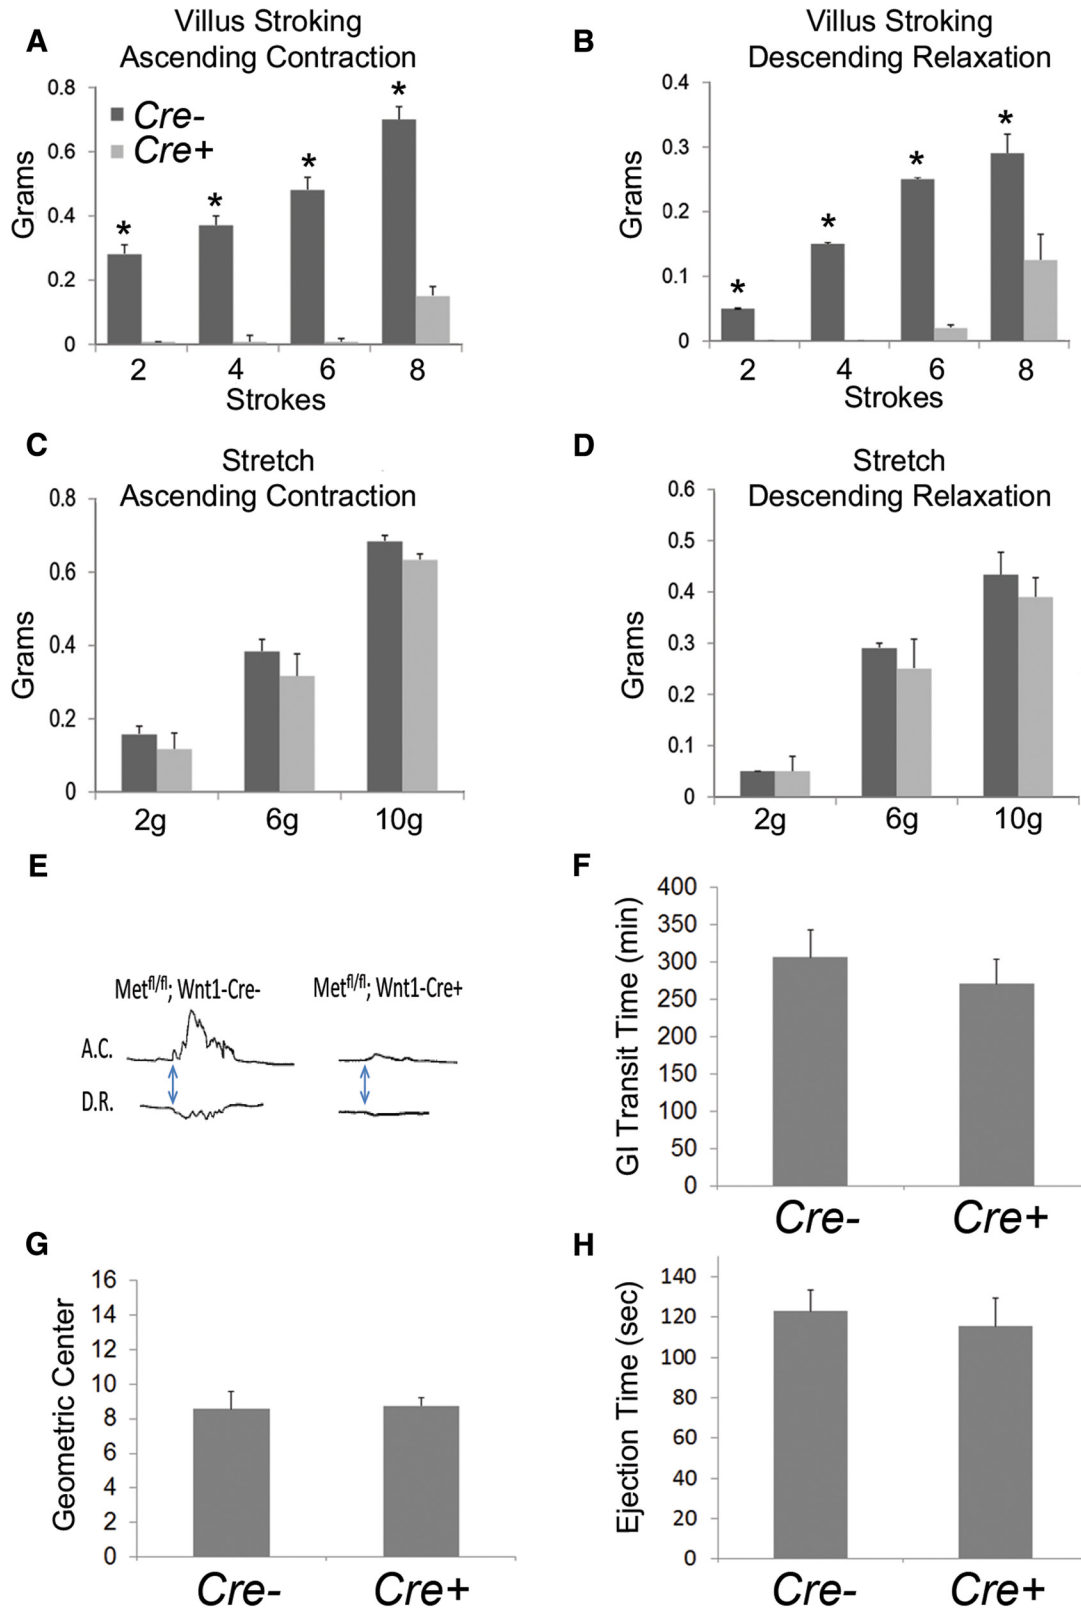 A
Villus Stroking
Ascending Contraction
0.8
0.6
0.4
0.2
0
Grams
Cre-
Cre+
*
*
*
*
2 4 6 8
Strokes
B
Villus Stroking
Descending Relaxation
0.4
0.3
0.2
0.1
0
Grams
*
*
*
*
2 4 6 8
Strokes
C
Stretch
Ascending Contraction
0.8
0.6
0.4
0.2
0
Grams
2g 6g 10g
D
Stretch
Descending Relaxation
0.6
0.5
0.4
0.3
0.2
0.1
0
Grams
2g 6g 10g
E
Metfl/fl; Wnt1-Cre- Metfl/fl; Wnt1-Cre+
A.C.
D.R.
F
400
350
300
250
200
150
100
50
0
GI Transit Time (min)
Cre- Cre+
G
16
14
12
10
8
6
4
2
0
Geometric Center
Cre- Cre+
H
140
120
100
80
60
40
20
0
Ejection Time (sec)
Cre- Cre+